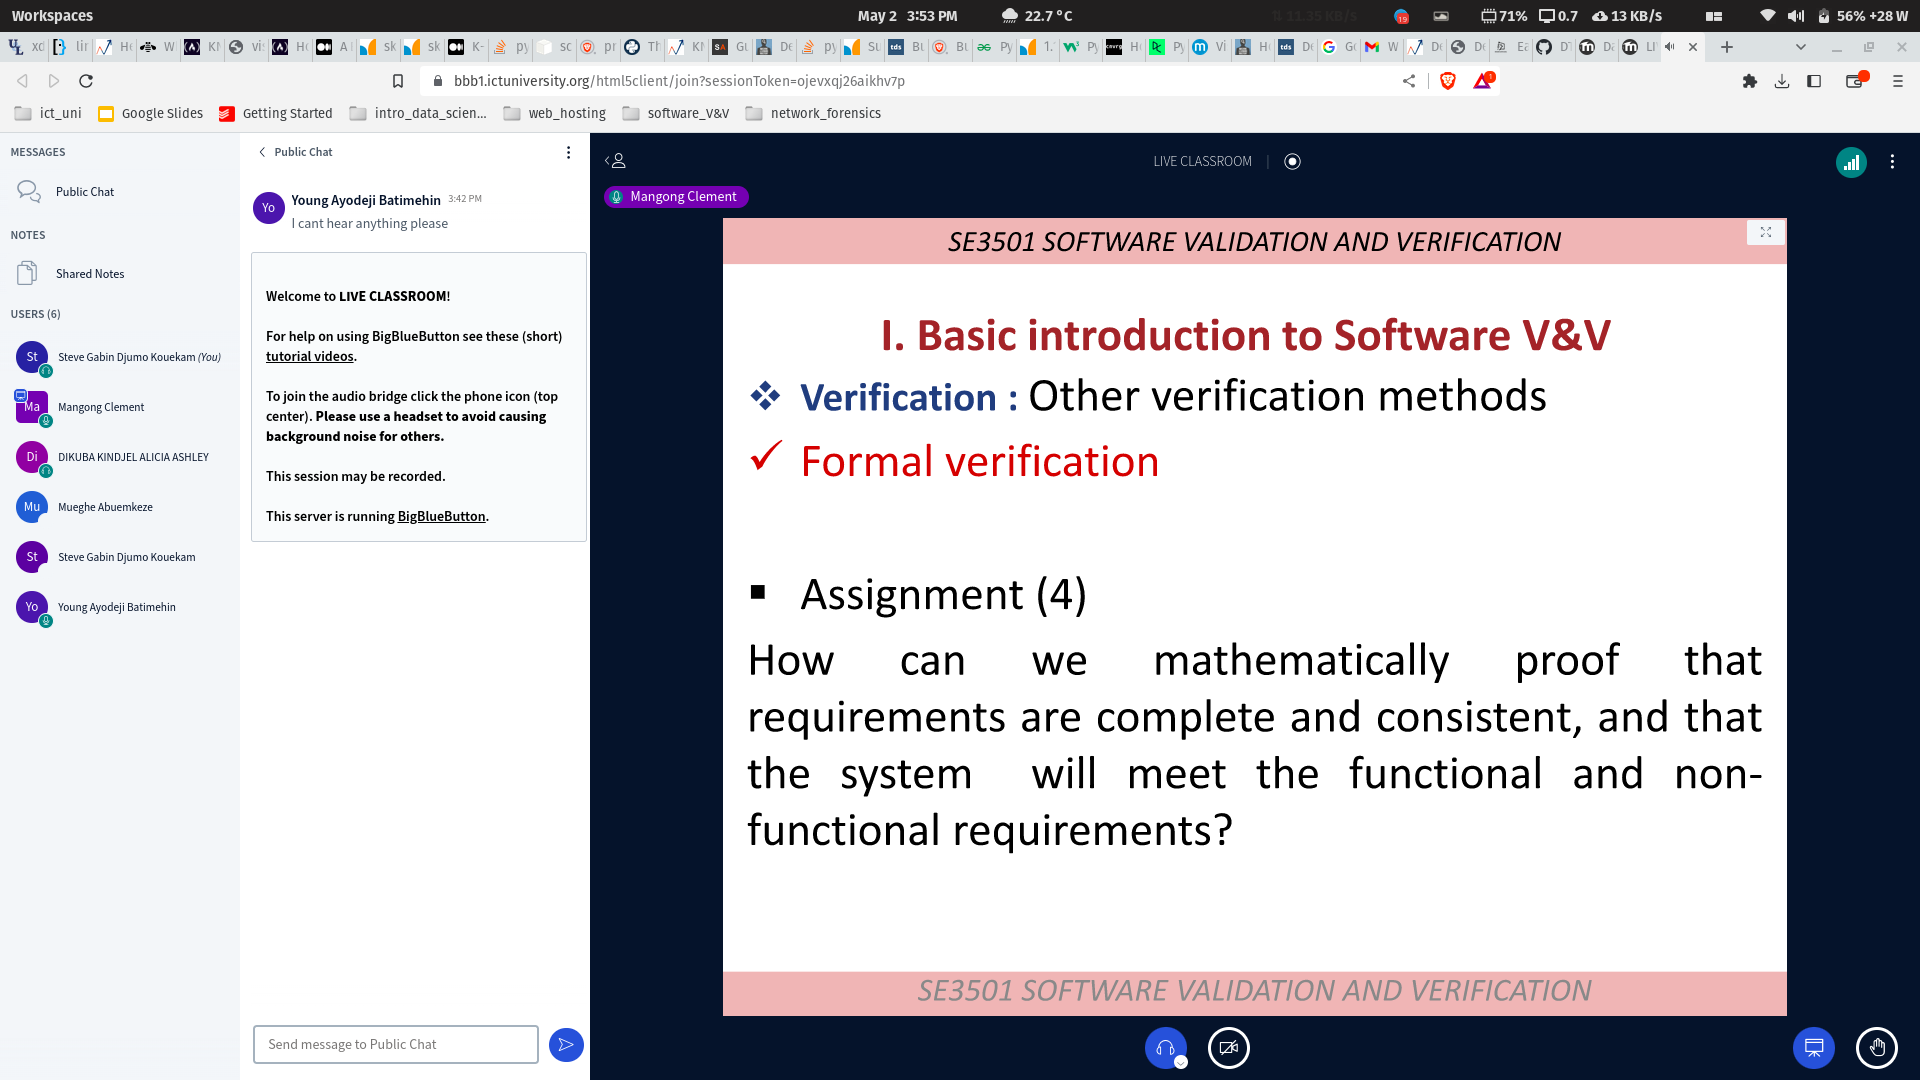 Workspaces
May 2 3:53 PM
22.7 °C
71%
0.7
13 KB/s
56% +28 W
bbb1.ictuniversity.org/html5client/join?sessionToken=ojevxqj26aikhv7p
ict_uni
Google Slides
Getting Started
intro_data_scien...
web_hosting
software_V&V
network_forensics
MESSAGES
Public Chat
NOTES
Shared Notes
USERS (6)
St
Steve Gabin Djumo Kouekam (You)
Ma
Mangong Clement
Di
DIKUBA KINDJEL ALICIA ASHLEY
Mu
Mueghe Abuemkeze
St
Steve Gabin Djumo Kouekam
Yo
Young Ayodeji Batimehin
Public Chat
Yo
Young Ayodeji Batimehin 3:42 PM
I cant hear anything please
Welcome to LIVE CLASSROOM!
For help on using BigBlueButton see these (short)
tutorial videos.
To join the audio bridge click the phone icon (top
center). Please use a headset to avoid causing
background noise for others.
This session may be recorded.
This server is running BigBlueButton.
Send message to Public Chat
LIVE CLASSROOM
Mangong Clement
SE3501 SOFTWARE VALIDATION AND VERIFICATION
I. Basic introduction to Software V&V
❖ Verification : Other verification methods
✓ Formal verification
▪ Assignment (4)
How can we mathematically proof that
requirements are complete and consistent, and that
the system will meet the functional and non-
functional requirements?
SE3501 SOFTWARE VALIDATION AND VERIFICATION